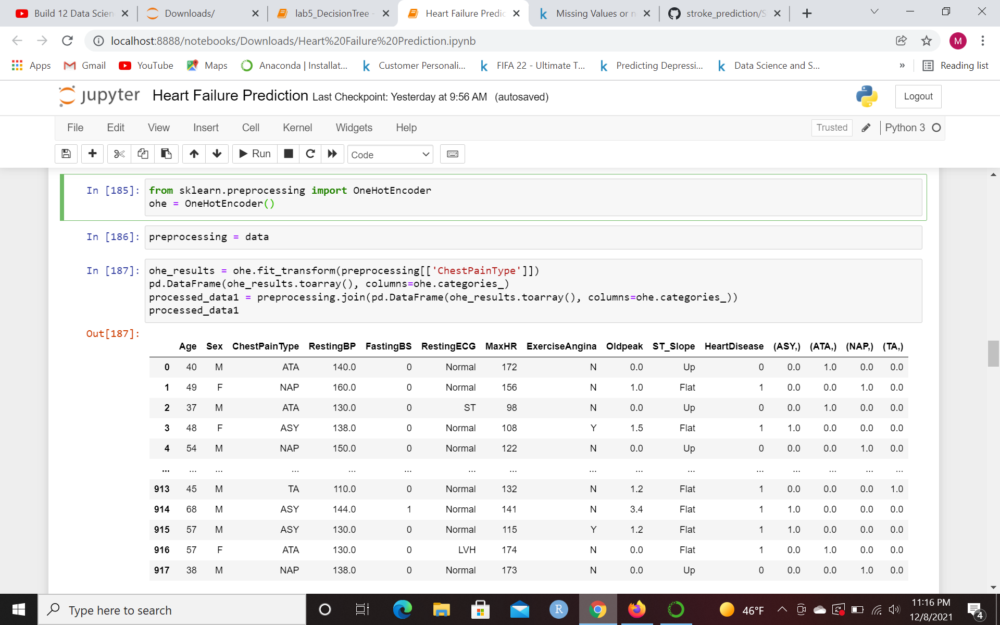 Build 12 Data Scien
Downloads/
lab5_DecisionTree -
Heart Failure Predic
Missing Values or n
stroke_prediction/S
localhost:8888/notebooks/Downloads/Heart%20Failure%20Prediction.ipynb
M
Apps
Gmail
YouTube
Maps
Anaconda | Installat...
Customer Personali...
FIFA 22 - Ultimate T...
Predicting Depressi...
Data Science and S...
»
Reading list
jupyter Heart Failure Prediction Last Checkpoint: Yesterday at 9:56 AM (autosaved)
Logout
File Edit View Insert Cell Kernel Widgets Help
Trusted
Python 3
Run
Code
In [185]: from sklearn.preprocessing import OneHotEncoder
ohe = OneHotEncoder()
In [186]: preprocessing = data
In [187]: ohe_results = ohe.fit_transform(preprocessing[['ChestPainType']])
pd.DataFrame(ohe_results.toarray(), columns=ohe.categories_)
processed_data1 = preprocessing.join(pd.DataFrame(ohe_results.toarray(), columns=ohe.categories_))
processed_data1
Out[187]:
Age Sex ChestPainType RestingBP FastingBS RestingECG MaxHR ExerciseAngina Oldpeak ST_Slope HeartDisease (ASY,) (ATA,) (NAP,) (TA,)
0 40 M ATA 140.0 0 Normal 172 N 0.0 Up 0 0.0 1.0 0.0 0.0
1 49 F NAP 160.0 0 Normal 156 N 1.0 Flat 1 0.0 0.0 1.0 0.0
2 37 M ATA 130.0 0 ST 98 N 0.0 Up 0 0.0 1.0 0.0 0.0
3 48 F ASY 138.0 0 Normal 108 Y 1.5 Flat 1 1.0 0.0 0.0 0.0
4 54 M NAP 150.0 0 Normal 122 N 0.0 Up 0 0.0 0.0 1.0 0.0
... ... ... ... ... ... ... ... ... ... ... ... ... ... ... ...
913 45 M TA 110.0 0 Normal 132 N 1.2 Flat 1 0.0 0.0 0.0 1.0
914 68 M ASY 144.0 1 Normal 141 N 3.4 Flat 1 1.0 0.0 0.0 0.0
915 57 M ASY 130.0 0 Normal 115 Y 1.2 Flat 1 1.0 0.0 0.0 0.0
916 57 F ATA 130.0 0 LVH 174 N 0.0 Flat 1 0.0 1.0 0.0 0.0
917 38 M NAP 138.0 0 Normal 173 N 0.0 Up 0 0.0 0.0 1.0 0.0
Type here to search
R
46°F
11:16 PM
12/8/2021
4